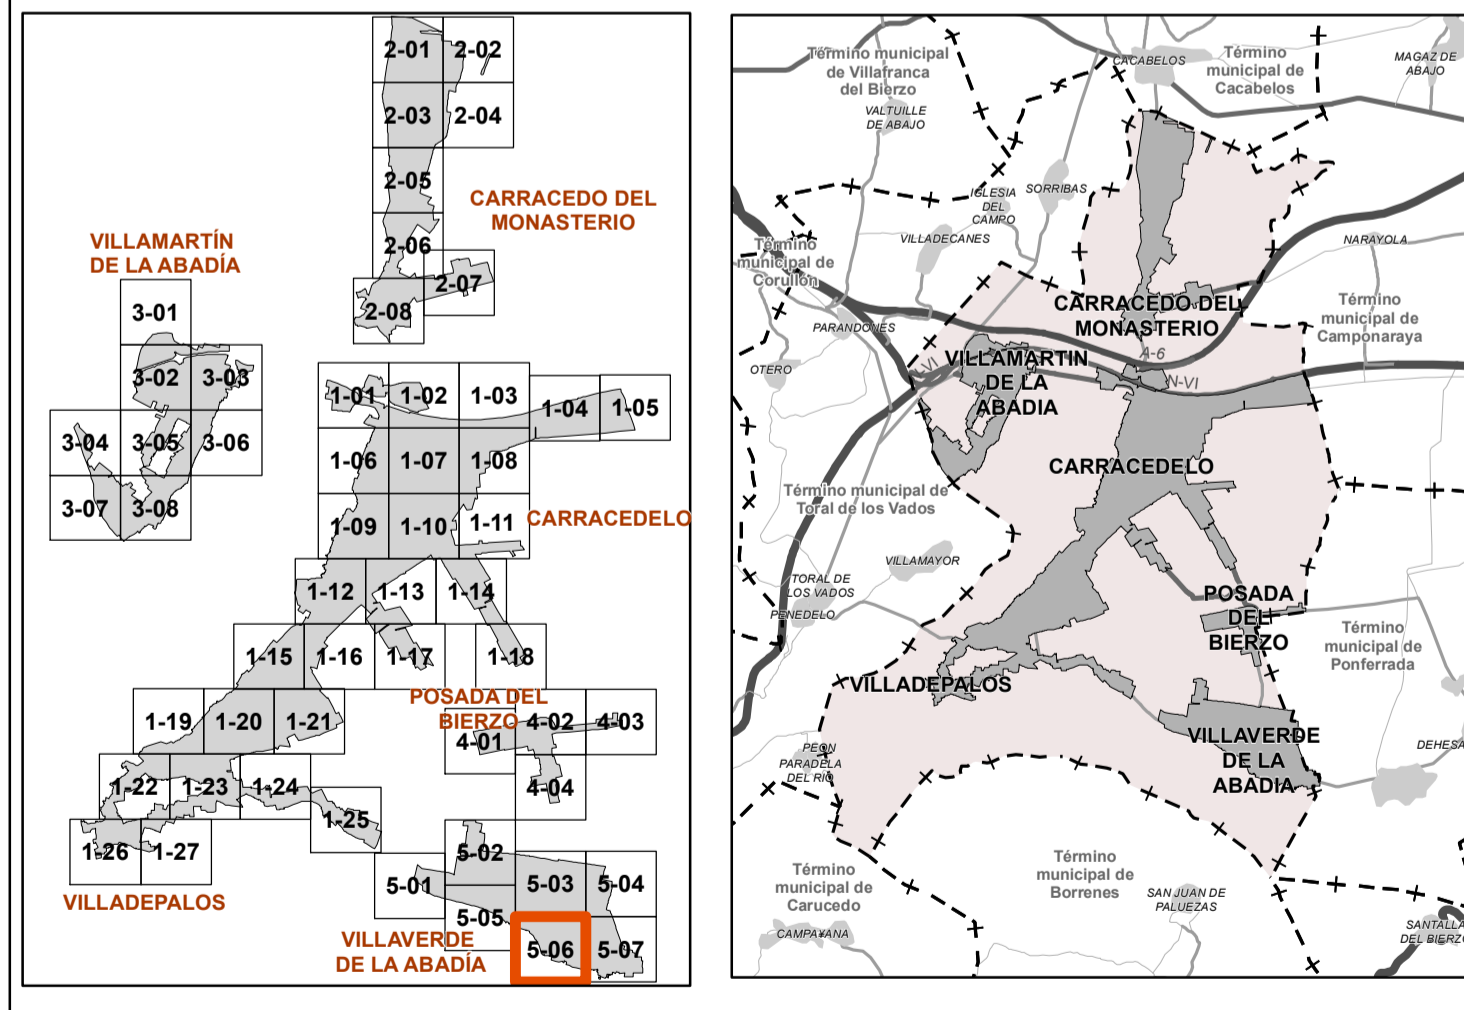 2-01
2-02
2-03
2-04
2-05
2-06
2-07
2-08
CARRACEDO DEL
MONASTERIO
VILLAMARTÍN
DE LA ABADÍA
3-01
3-02
3-03
3-04
3-05
3-06
3-07
3-08
1-01
1-02
1-03
1-04
1-05
1-06
1-07
1-08
1-09
1-10
1-11
CARRACEDELO
1-12
1-13
1-14
1-15
1-16
1-17
1-18
1-19
1-20
1-21
POSADA DEL
BIERZO
4-01
4-02
4-03
4-04
1-22
1-23
1-24
1-25
1-26
1-27
VILLADEPALOS
5-01
5-02
5-03
5-04
5-05
5-06
5-07
VILLAVERDE
DE LA ABADÍA
Término municipal
de Villafranca
del Bierzo
CACABELOS
Término
municipal de
Cacabelos
MAGAZ DE
ABAJO
VALTUILLE
DE ABAJO
IGLESIA
DEL
CAMPO
SORRIBAS
VILLADECANES
NARAYOLA
Término
municipal de
Corullón
CARRACEDO DEL
MONASTERIO
Término
municipal de
Camponaraya
PARANDONES
A-6
N-VI
N-VI
OTERO
VILLAMARTIN
DE LA
ABADIA
CARRACEDELO
Término municipal de
Toral de los Vados
VILLAMAYOR
TORAL DE
LOS VADOS
PENEDELO
POSADA
DEL
BIERZO
Término
municipal de
Ponferrada
VILLADEPALOS
VILLAVERDE
DE LA
ABADIA
PEON
PARADELA
DEL RÍO
DEHESA
Término
municipal de
Carucedo
Término
municipal de
Borrenes
SAN JUAN DE
PALUEZAS
CAMPA¥ANA
SANTALLA
DEL BIERZO